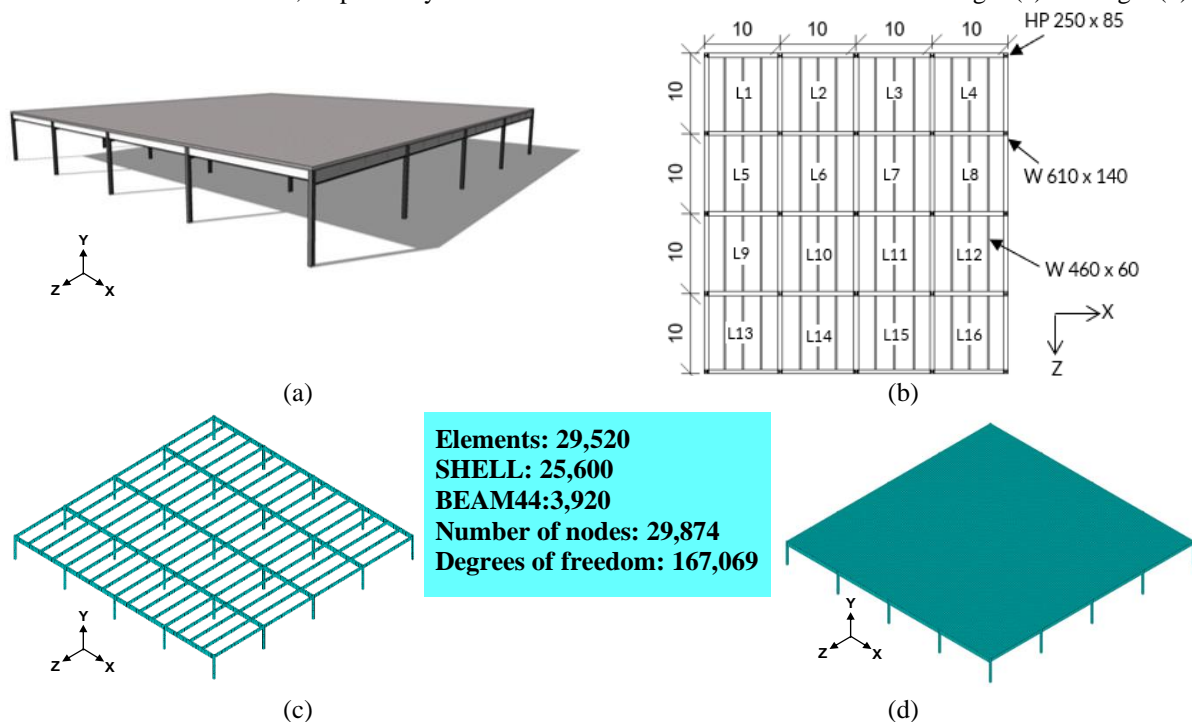 10 10 10 10
HP 250 x 85
10
L1 L2 L3 L4
10
L5 L6 L7 L8
W 610 x 140
10
L9 L10 L11 L12
W 460 x 60
10
L13 L14 L15 L16
X
Z
Y
Z X
(a)
(b)
Elements: 29,520
SHELL: 25,600
BEAM44:3,920
Number of nodes: 29,874
Degrees of freedom: 167,069
Y
Z X
Y
Z X
(c)
(d)